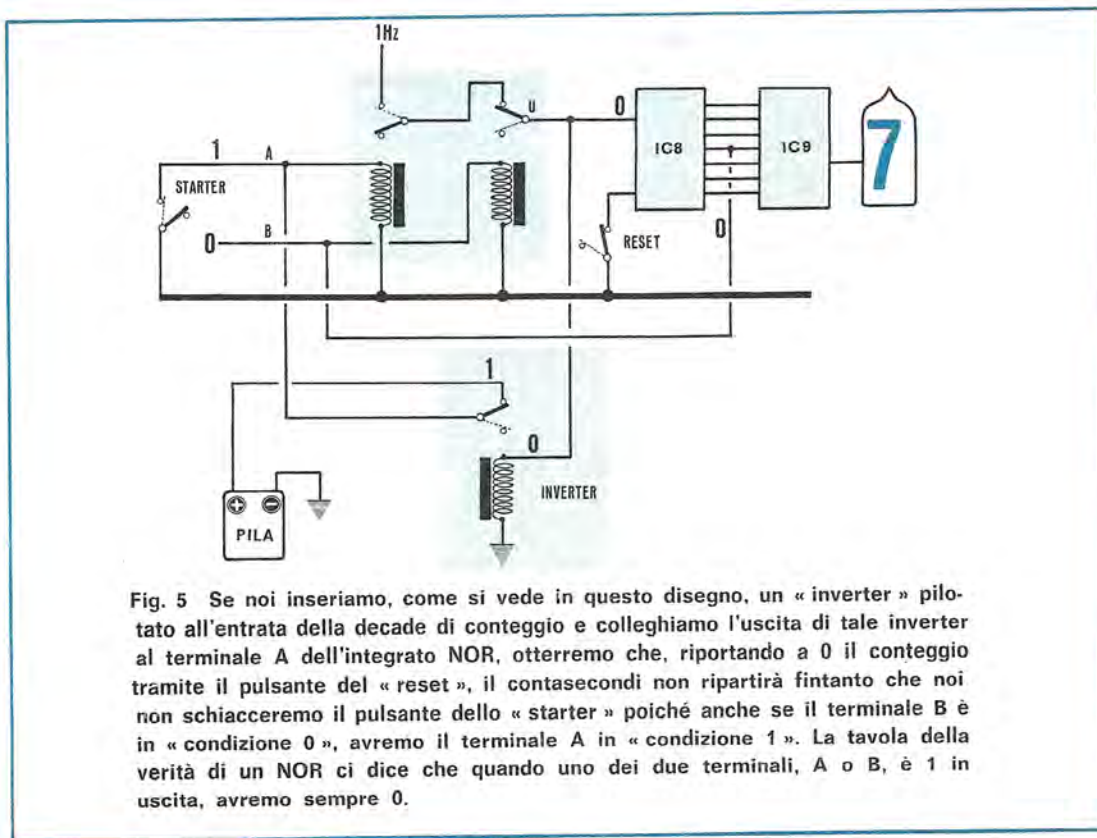 1Hz
U
0
IC8
IC9
7
1
A
STARTER
0
B
0
RESET
1
0
INVERTER
+
-
PILA
Fig. 5 Se noi inseriamo, come si vede in questo disegno, un « inverter » pilo-
tato all'entrata della decade di conteggio e colleghiamo l'uscita di tale inverter
al terminale A dell'integrato NOR, otterremo che, riportando a 0 il conteggio
tramite il pulsante del « reset », il contasecondi non ripartirà fintanto che noi
non schiacceremo il pulsante dello « starter » poiché anche se il terminale B è
in « condizione 0 », avremo il terminale A in « condizione 1 ». La tavola della
verità di un NOR ci dice che quando uno dei due terminali, A o B, è 1 in
uscita, avremo sempre 0.